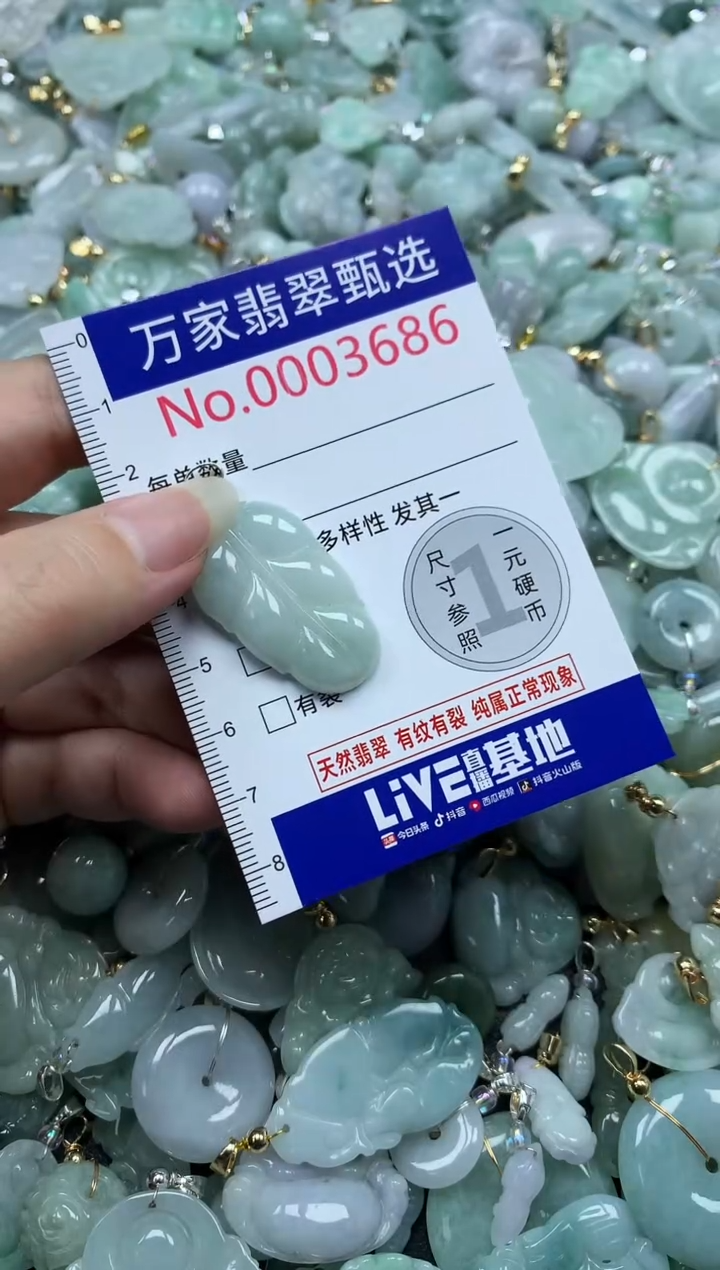 万家翡翠甄选
No.0003686
0
1
2
每单数量
多样性 发其一
4
尺寸参照
1
一元硬币
5
6
有裂
天然翡翠 有纹有裂 纯属正常现象
7
LiVE直播基地
今日头条 抖音 西瓜视频 抖音火山版
8